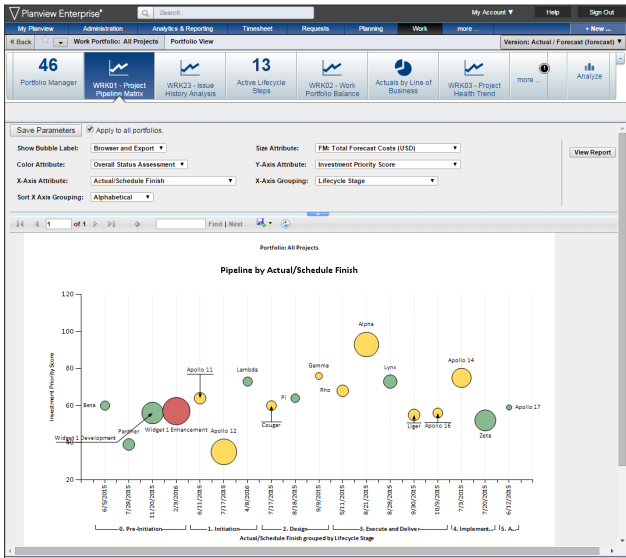 Planview Enterprise®
Search...
My Account ▼ Help Sign Out
My Planview Administration Analytics & Reporting Timesheet Requests Planning Work more ... + New ...
« Back Work Portfolio: All Projects Portfolio View Version: Actual / Forecast (forecast) ▼
46
Portfolio Manager
WRK01 - Project
Pipeline Matrix
WRK23 - Issue
History Analysis
13
Active Lifecycle
Steps
WRK02 - Work
Portfolio Balance
Actuals by Line of
Business
WRK03 - Project
Health Trend
more ...
Analyze
Save Parameters Apply to all portfolios.
Show Bubble Label: Browser and Export ▼ Size Attribute: FM: Total Forecast Costs (USD) ▼
View Report
Color Attribute: Overall Status Assessment ▼ Y-Axis Attribute: Investment Priority Score ▼
X-Axis Attribute: Actual/Schedule Finish ▼ X-Axis Grouping: Lifecycle Stage ▼
Sort X Axis Grouping: Alphabetical ▼
1 of 1 Find | Next
Portfolio: All Projects
Pipeline by Actual/Schedule Finish
Investment Priority Score
120
100
80
60
40
20
Alpha
Apollo 14
Apollo 11
Lambda
Gamma
Lynx
Beta
Pi
Rho
Apollo 17
Widget 1 Development
Panther
Widget 1 Enhancement
Apollo 12
Cougar
Liger
Apollo 16
Zeta
6/5/2015
7/28/2015
11/20/2015
2/3/2016
6/11/2015
7/17/2015
4/8/2016
7/17/2015
8/18/2015
9/9/2015
5/11/2015
8/21/2015
8/28/2015
9/30/2015
10/9/2015
7/3/2015
7/20/2015
6/12/2015
0. Pre-Initiation 1. Initiation 2. Design 3. Execute and Deliver 4. Implement... 5. A...
Actual/Schedule Finish grouped by Lifecycle Stage